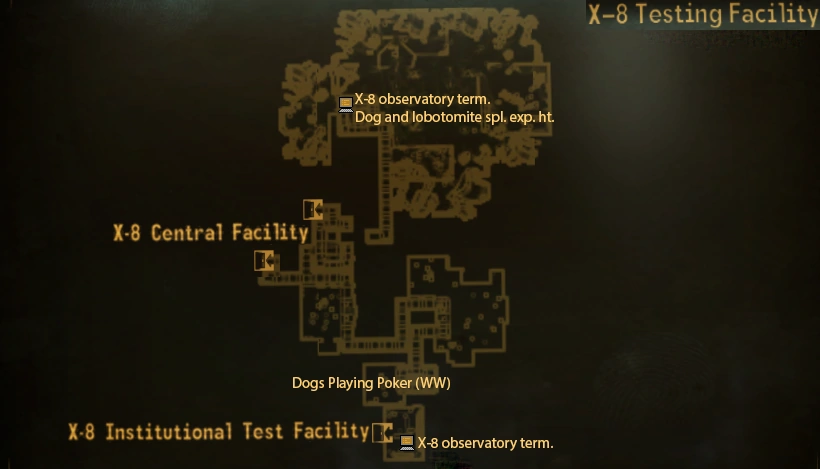 X-8 Testing Facility
X-8 observatory term.
Dog and lobotomite spl. exp. ht.
X-8 Central Facility
Dogs Playing Poker (WW)
X-8 Institutional Test Facility
X-8 observatory term.